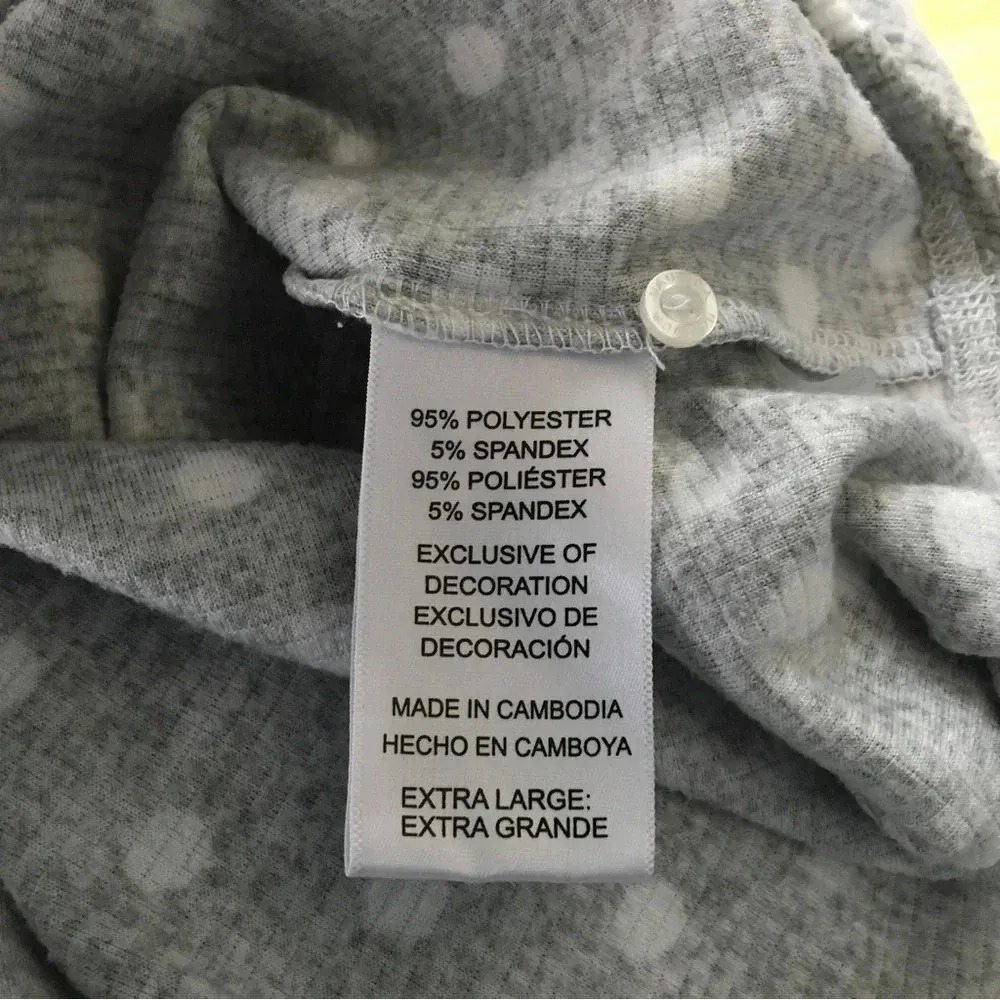 95% POLYESTER
5% SPANDEX
95% POLIÉSTER
5% SPANDEX
EXCLUSIVE OF
DECORATION
EXCLUSIVO DE
DECORACIÓN
MADE IN CAMBODIA
HECHO EN CAMBOYA
EXTRA LARGE:
EXTRA GRANDE